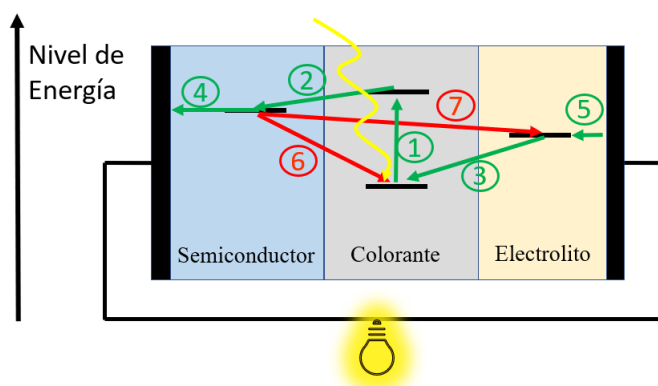 Nivel de
Energía
4
2
7
5
6
1
3
Semiconductor
Colorante
Electrolito